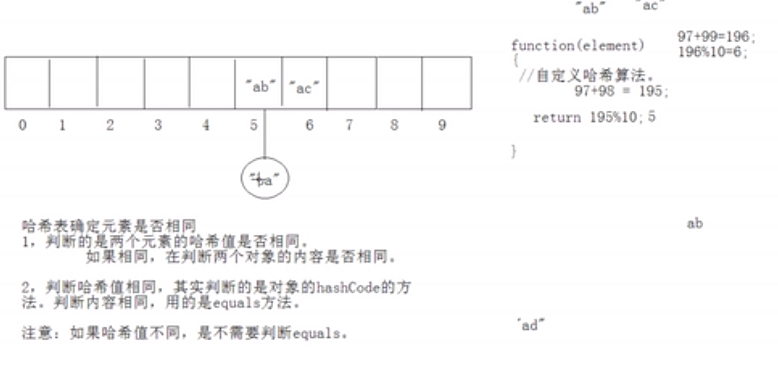 "ab" "ac"
function(element) 97+99=196;
{ 196%10=6;
//自定义哈希算法。
97+98 = 195;
return 195%10; 5
}
"ab" "ac"
0 1 2 3 4 5 6 7 8 9
"ba"
哈希表确定元素是否相同
1，判断的是两个元素的哈希值是否相同。
如果相同，在判断两个对象的内容是否相同。
2，判断哈希值相同，其实判断的是对象的hashCode的方
法。判断内容相同，用的是equals方法。
注意：如果哈希值不同，是不需要判断equals。
ab
"ad"